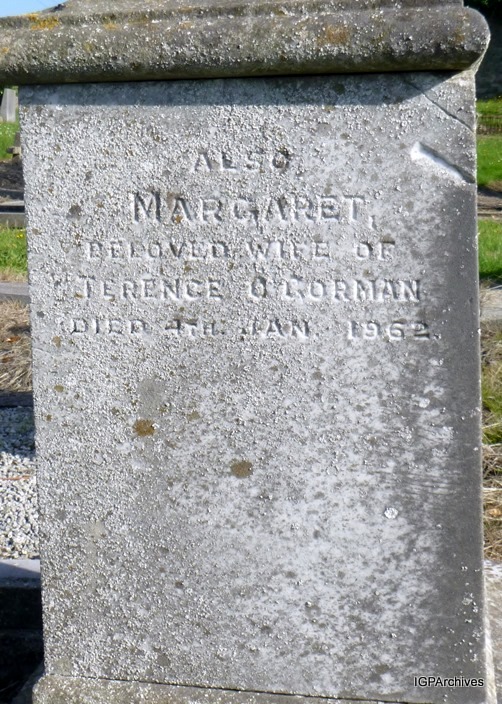 ALSO
MARGARET,
BELOVED WIFE OF
TERENCE O'GORMAN
DIED 4TH. JAN. 1962.
IGPArchives